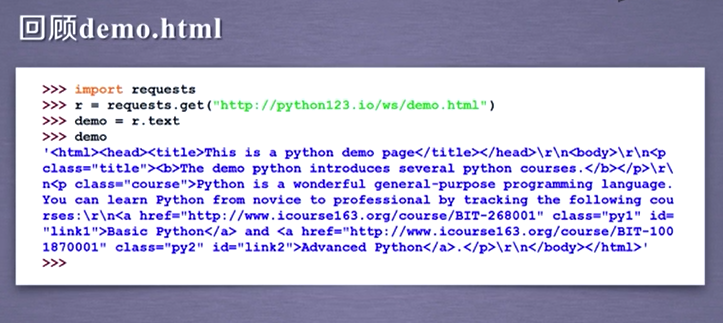 回顾demo.html
>>> import requests
>>> r = requests.get("http://python123.io/ws/demo.html")
>>> demo = r.text
>>> demo
'<html><head><title>This is a python demo page</title></head>\r\n<body>\r\n<p
class="title"><b>The demo python introduces several python courses.</b></p>\r\
n<p class="course">Python is a wonderful general-purpose programming language.
You can learn Python from novice to professional by tracking the following cou
rses:\r\n<a href="http://www.icourse163.org/course/BIT-268001" class="py1" id=
"link1">Basic Python</a> and <a href="http://www.icourse163.org/course/BIT-100
1870001" class="py2" id="link2">Advanced Python</a>.</p>\r\n</body></html>'
>>>